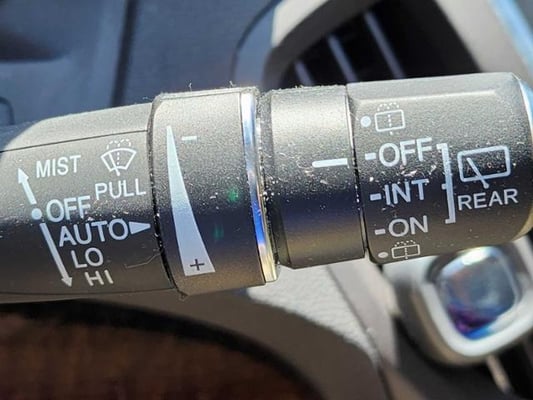 MIST
PULL
OFF
AUTO
LO
HI
-
+
-OFF
-INT
-ON
REAR